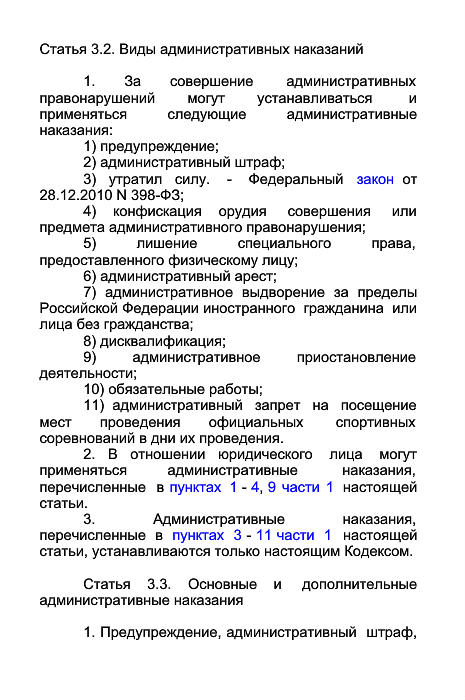 Статья 3.2. Виды административных наказаний
1. За совершение административных
правонарушений могут устанавливаться и
применяться следующие административные
наказания:
1) предупреждение;
2) административный штраф;
3) утратил силу. - Федеральный закон от
28.12.2010 N 398-ФЗ;
4) конфискация орудия совершения или
предмета административного правонарушения;
5) лишение специального права,
предоставленного физическому лицу;
6) административный арест;
7) административное выдворение за пределы
Российской Федерации иностранного гражданина или
лица без гражданства;
8) дисквалификация;
9) административное приостановление
деятельности;
10) обязательные работы;
11) административный запрет на посещение
мест проведения официальных спортивных
соревнований в дни их проведения.
2. В отношении юридического лица могут
применяться административные наказания,
перечисленные в пунктах 1 - 4, 9 части 1 настоящей
статьи.
3. Административные наказания,
перечисленные в пунктах 3 - 11 части 1 настоящей
статьи, устанавливаются только настоящим Кодексом.
Статья 3.3. Основные и дополнительные
административные наказания
1. Предупреждение, административный штраф,